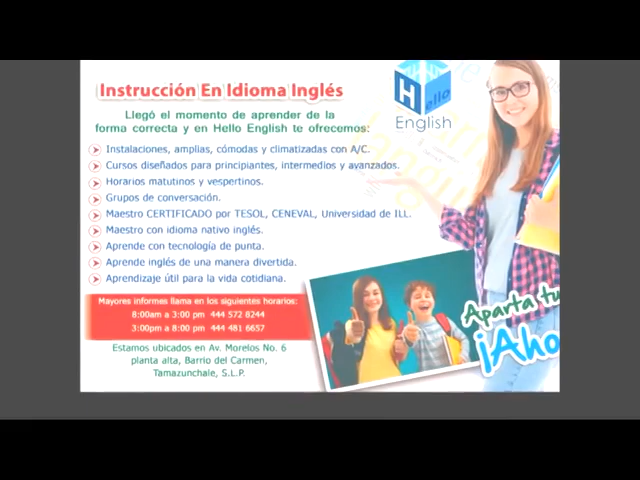 Instrucción En Idioma Inglés
Llegó el momento de aprender de la
forma correcta y en Hello English te ofrecemos:
Instalaciones, amplias, cómodas y climatizadas con A/C.
Cursos diseñados para principiantes, intermedios y avanzados.
Horarios matutinos y vespertinos.
Grupos de conversación.
Maestro CERTIFICADO por TESOL, CENEVAL, Universidad de ILL.
Maestro con idioma nativo inglés.
Aprende con tecnología de punta.
Aprende inglés de una manera divertida.
Aprendizaje útil para la vida cotidiana.
Mayores informes llama en los siguientes horarios:
8:00am a 3:00 pm 444 572 8244
3:00pm a 8:00 pm 444 481 6657
Estamos ubicados en Av. Morelos No. 6
planta alta, Barrio del Carmen,
Tamazunchale, S.L.P.
Hello
English
Aparta tu
¡Aho